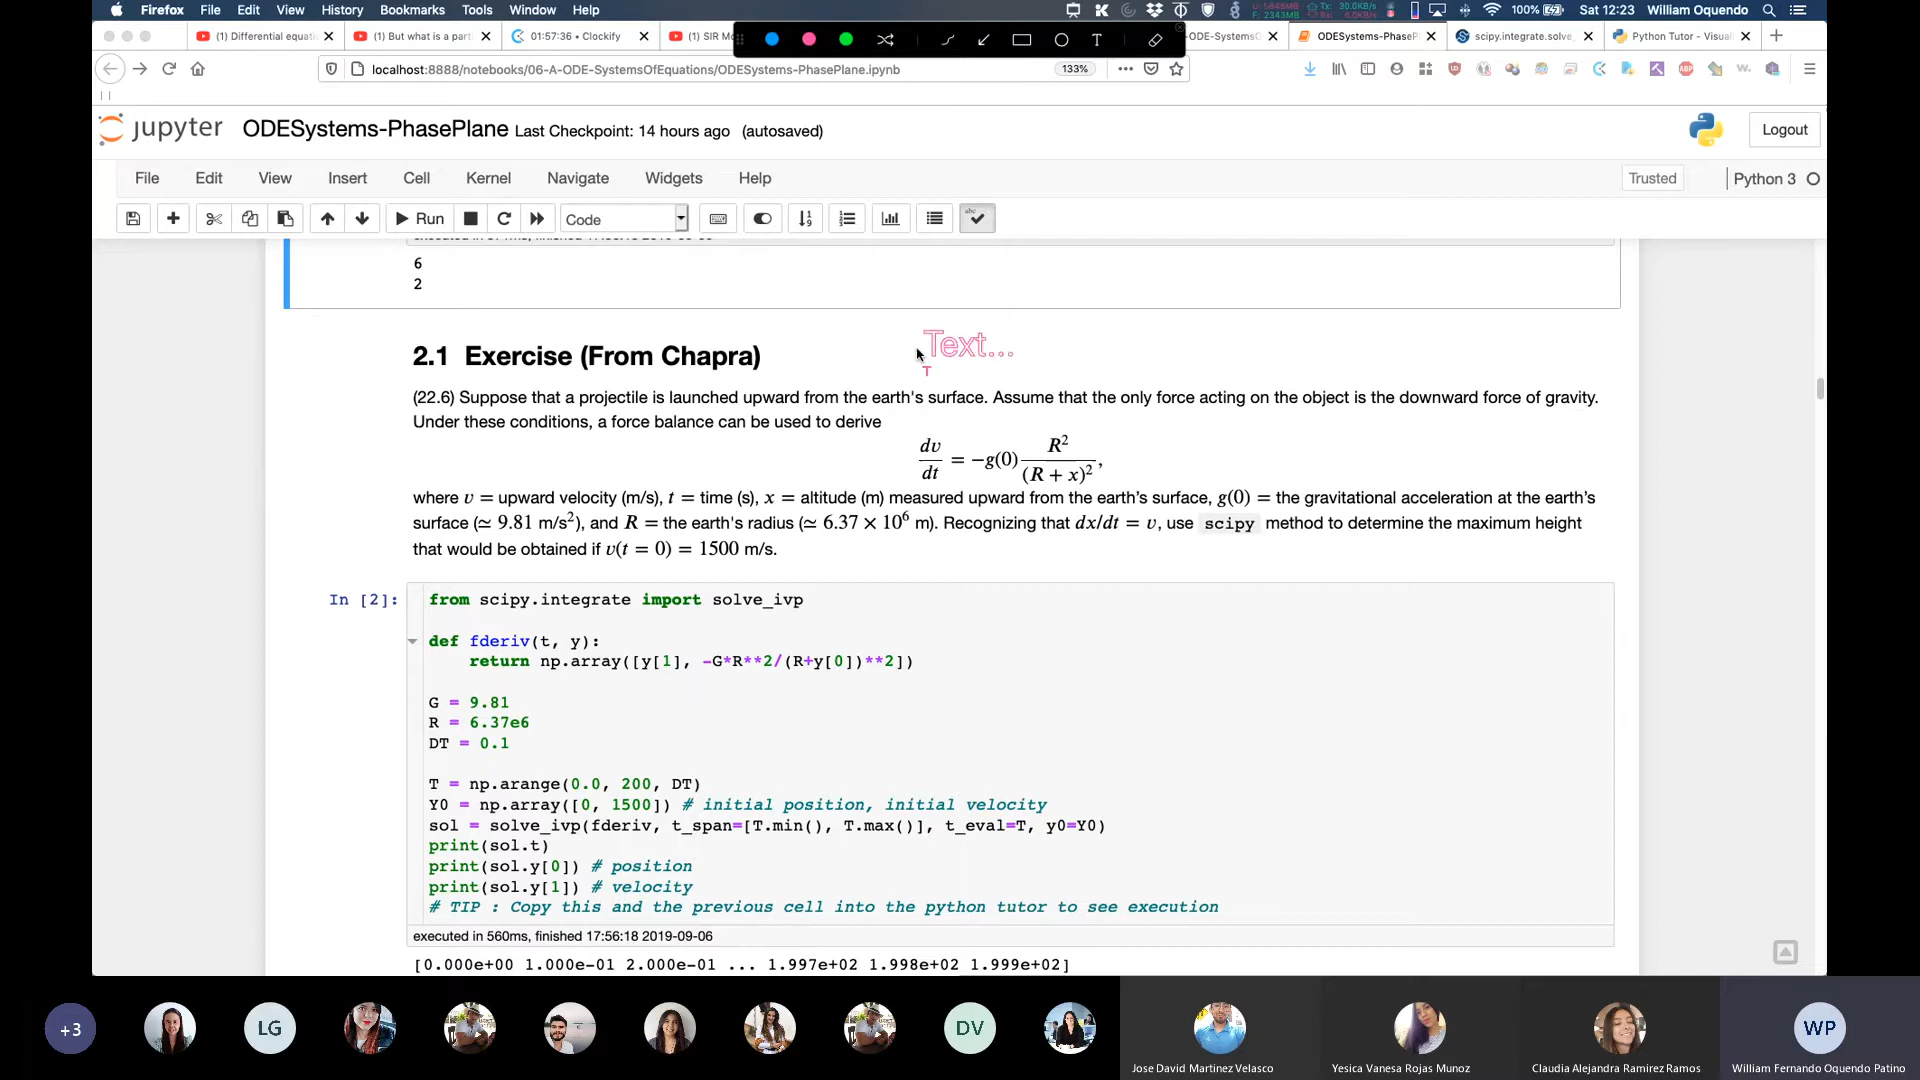 Firefox File Edit View History Bookmarks Tools Window Help
100% Sat 12:23 William Oquendo
(1) Differential equatio
(1) But what is a part
01:57:36 • Clockify
(1) SIR Mo
T
-ODE-SystemsO
ODESystems-PhaseP
scipy.integrate.solve_
Python Tutor - Visuali
localhost:8888/notebooks/06-A-ODE-SystemsOfEquations/ODESystems-PhasePlane.ipynb
133%
jupyter ODESystems-PhasePlane Last Checkpoint: 14 hours ago (autosaved)
Logout
File Edit View Insert Cell Kernel Navigate Widgets Help
Trusted
Python 3
Run
Code
6
2
2.1 Exercise (From Chapra)
Text...
T
(22.6) Suppose that a projectile is launched upward from the earth's surface. Assume that the only force acting on the object is the downward force of gravity.
Under these conditions, a force balance can be used to derive
dv/dt = −g(0) R²/(R + x)²,
where v = upward velocity (m/s), t = time (s), x = altitude (m) measured upward from the earth's surface, g(0) = the gravitational acceleration at the earth's
surface (≃ 9.81 m/s²), and R = the earth's radius (≃ 6.37 × 10⁶ m). Recognizing that dx/dt = v, use scipy method to determine the maximum height
that would be obtained if v(t = 0) = 1500 m/s.
In [2]:
from scipy.integrate import solve_ivp
def fderiv(t, y):
return np.array([y[1], -G*R**2/(R+y[0])**2])
G = 9.81
R = 6.37e6
DT = 0.1
T = np.arange(0.0, 200, DT)
Y0 = np.array([0, 1500]) # initial position, initial velocity
sol = solve_ivp(fderiv, t_span=[T.min(), T.max()], t_eval=T, y0=Y0)
print(sol.t)
print(sol.y[0]) # position
print(sol.y[1]) # velocity
# TIP : Copy this and the previous cell into the python tutor to see execution
executed in 560ms, finished 17:56:18 2019-09-06
[0.000e+00 1.000e-01 2.000e-01 ... 1.997e+02 1.998e+02 1.999e+02]
+3
LG
DV
WP
Jose David Martinez Velasco
Yesica Vanesa Rojas Munoz
Claudia Alejandra Ramirez Ramos
William Fernando Oquendo Patino